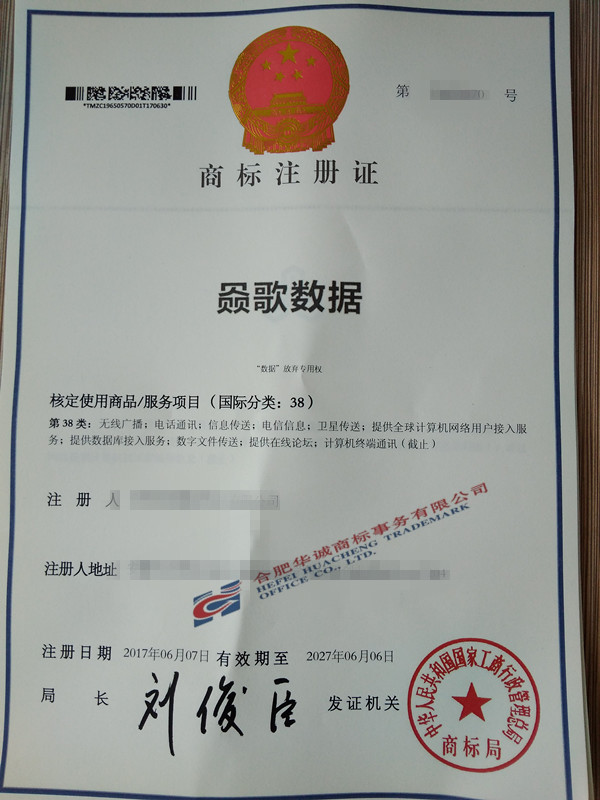 *TMZC19650570D01T170630*
第 号
商标注册证
歌数据
“数据”放弃专用权
核定使用商品/服务项目（国际分类：38）
第 38 类：无线广播；电话通讯；信息传送；电信信息；卫星传送；提供全球计算机网络用户接入服
务；提供数据库接入服务；数字文件传送；提供在线论坛；计算机终端通讯（截止）
注 册 人
合肥华诚商标事务有限公司
HEFEI HUACHENG TRADEMARK
OFFICE CO., LTD.
注册人地址
注册日期 2017年06月07日 有效期至 2027年06月06日
局 长 刘俊臣 发证机关
中华人民共和国国家工商行政管理总局
商标局